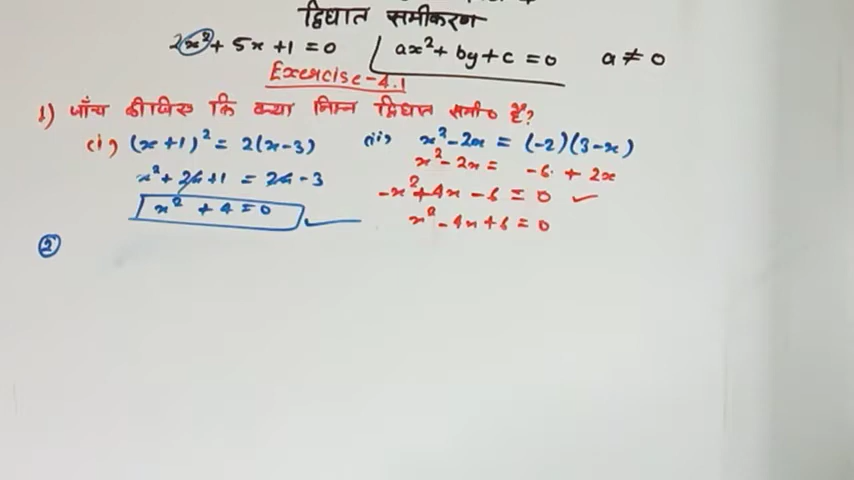 द्विघात समीकरण
2x² + 5x + 1 = 0 ax² + by + c = 0 a ≠ 0
Exercise-4.1
1) जाँच कीजिए कि क्या निम्न द्विघात समी० हैं?
(i) (x+1)² = 2(x-3) (ii) x²-2x = (-2)(3-x)
x² + 2x + 1 = 2x - 3 x² - 2x = -6 + 2x
x² + 4 = 0 -x² + 4x - 6 = 0
x² - 4x + 6 = 0
2